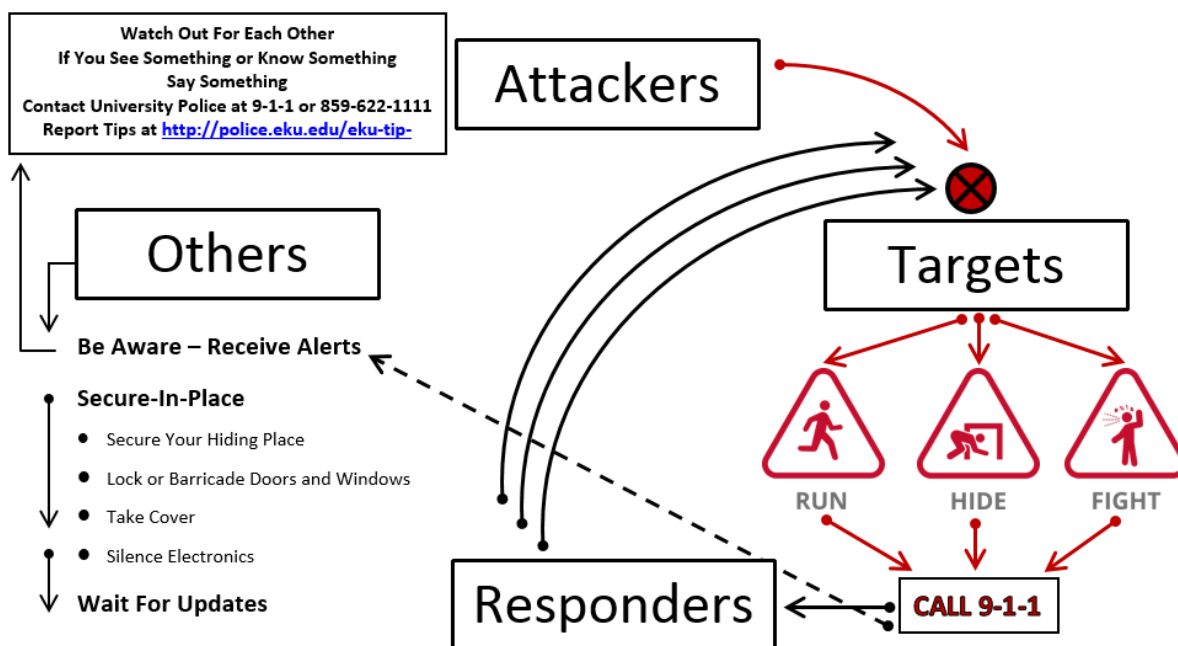 Watch Out For Each Other
If You See Something or Know Something
Say Something
Contact University Police at 9-1-1 or 859-622-1111
Report Tips at http://police.eku.edu/eku-tip-
Attackers
Others
Targets
Be Aware – Receive Alerts
Secure-In-Place
Secure Your Hiding Place
Lock or Barricade Doors and Windows
Take Cover
Silence Electronics
Wait For Updates
RUN
HIDE
FIGHT
Responders
CALL 9-1-1